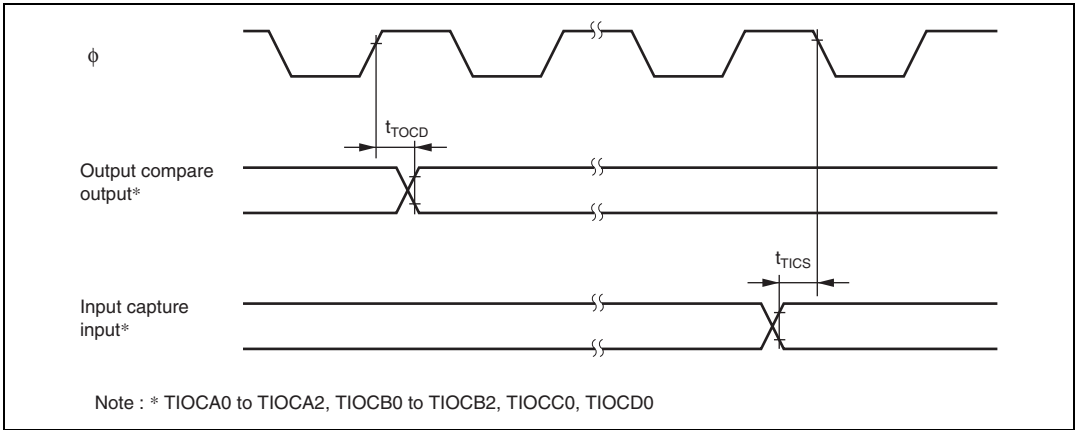 ϕ
tTOCD
Output compare
output*
tTICS
Input capture
input*
Note : * TIOCA0 to TIOCA2, TIOCB0 to TIOCB2, TIOCC0, TIOCD0